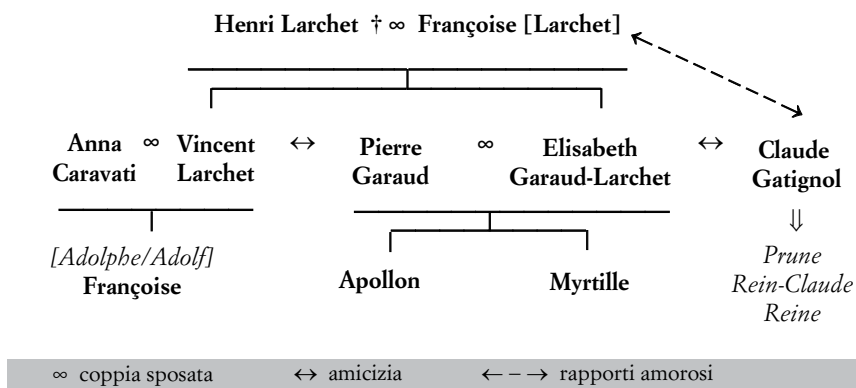 Henri Larchet † ∞ Françoise [Larchet]
Anna Caravati ∞ Vincent Larchet ↔ Pierre Garaud ∞ Elisabeth Garaud-Larchet ↔ Claude Gatignol
[Adolphe/Adolf]
Françoise
Apollon
Myrtille
⇓
Prune
Rein-Claude
Reine
∞ coppia sposata ↔ amicizia ← – → rapporti amorosi